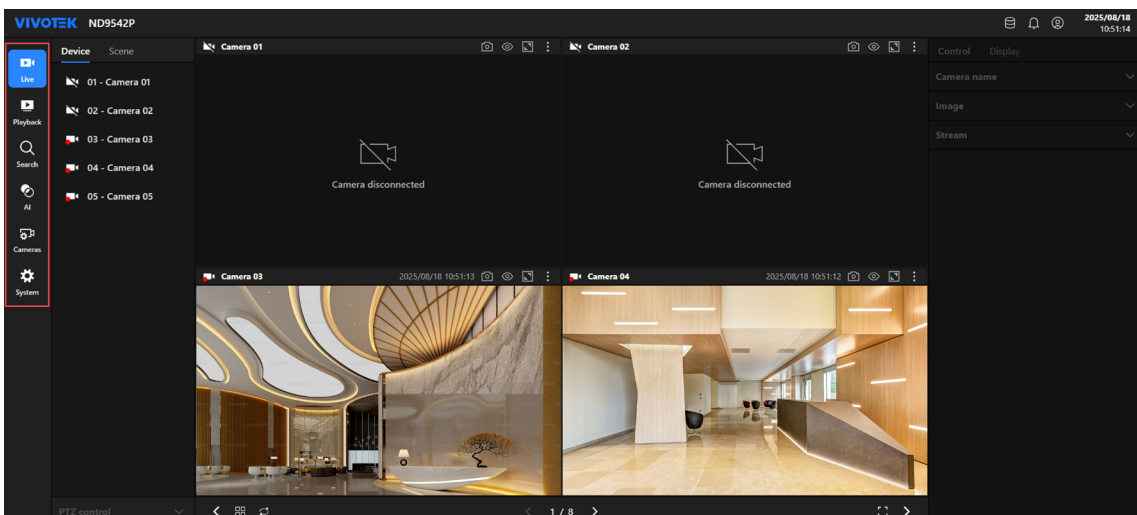 VIVOTEK ND9542P
2025/08/18
10:51:14
Live
Playback
Search
AI
Cameras
System
Device Scene
01 - Camera 01
02 - Camera 02
03 - Camera 03
04 - Camera 04
05 - Camera 05
PTZ control
Camera 01
Camera disconnected
Camera 02
Camera disconnected
Camera 03 2025/08/18 10:51:13
Camera 04 2025/08/18 10:51:12
1 / 8
Control Display
Camera name
Image
Stream